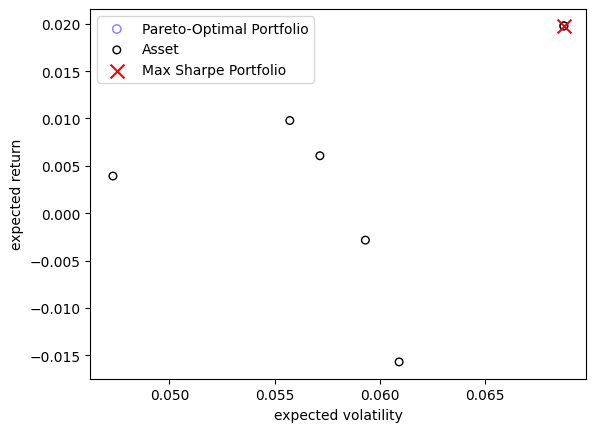 0.020
0.015
0.010
0.005
0.000
−0.005
−0.010
−0.015
expected return
Pareto-Optimal Portfolio
Asset
Max Sharpe Portfolio
0.050
0.055
0.060
0.065
expected volatility